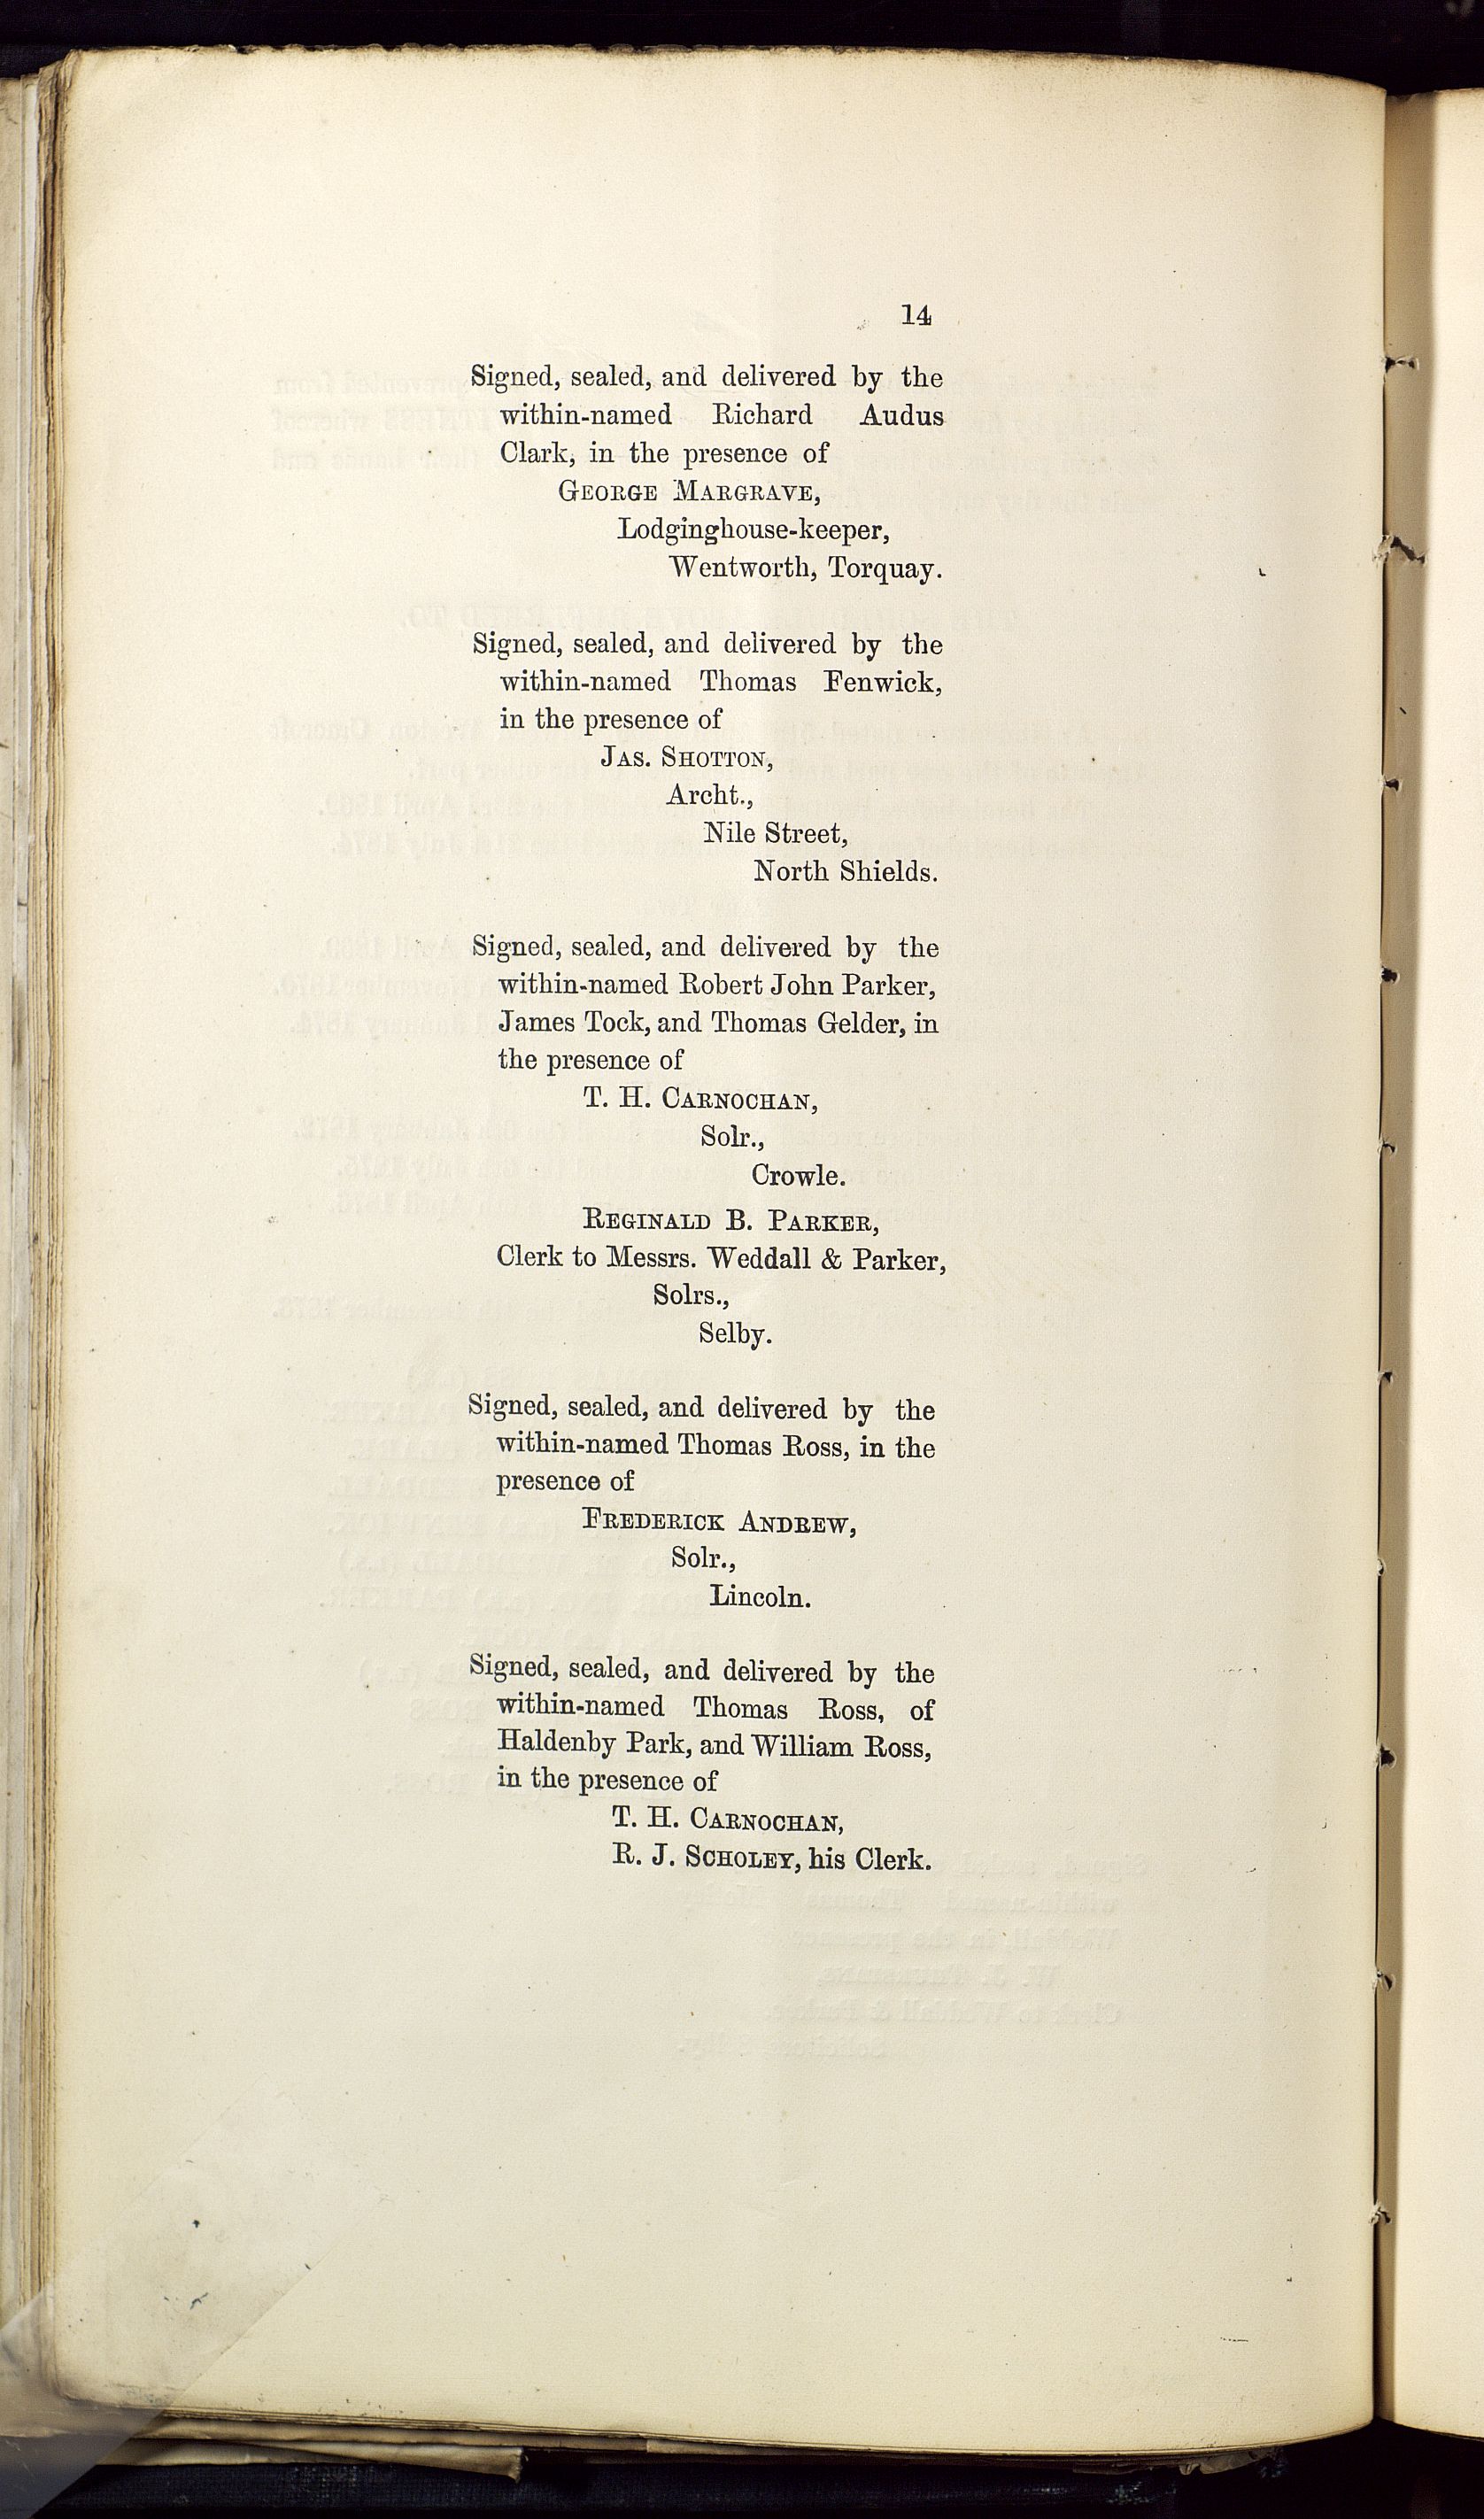 14
Signed, sealed, and delivered by the
within-named Richard Audus
Clark, in the presence of
GEORGE MARGRAVE,
Lodginghouse-keeper,
Wentworth, Torquay.
Signed, sealed, and delivered by the
within-named Thomas Fenwick,
in the presence of
JAS. SHOTTON,
Archt.,
Nile Street,
North Shields.
Signed, sealed, and delivered by the
within-named Robert John Parker,
James Tock, and Thomas Gelder, in
the presence of
T. H. CARNOCHAN,
Solr.,
Crowle.
REGINALD B. PARKER,
Clerk to Messrs. Weddall & Parker,
Solrs.,
Selby.
Signed, sealed, and delivered by the
within-named Thomas Ross, in the
presence of
FREDERICK ANDREW,
Solr.,
Lincoln.
Signed, sealed, and delivered by the
within-named Thomas Ross, of
Haldenby Park, and William Ross,
in the presence of
T. H. CARNOCHAN,
R. J. SCHOLEY, his Clerk.